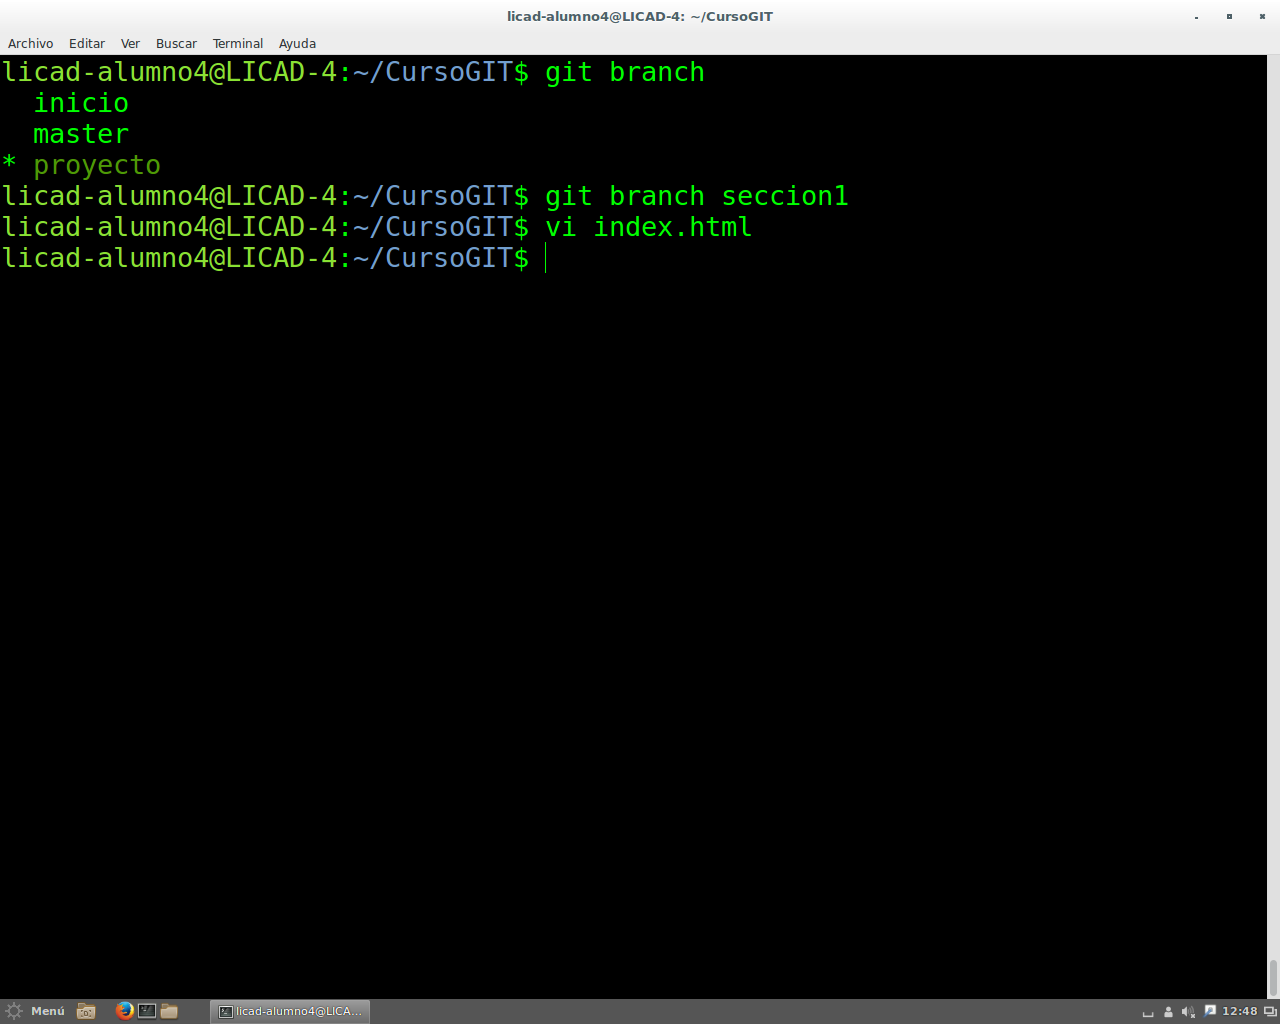 licad-alumno4@LICAD-4: ~/CursoGIT
Archivo Editar Ver Buscar Terminal Ayuda
licad-alumno4@LICAD-4:~/CursoGIT$ git branch
  inicio
  master
* proyecto
licad-alumno4@LICAD-4:~/CursoGIT$ git branch seccion1
licad-alumno4@LICAD-4:~/CursoGIT$ vi index.html
licad-alumno4@LICAD-4:~/CursoGIT$
Menú licad-alumno4@LICA... 12:48